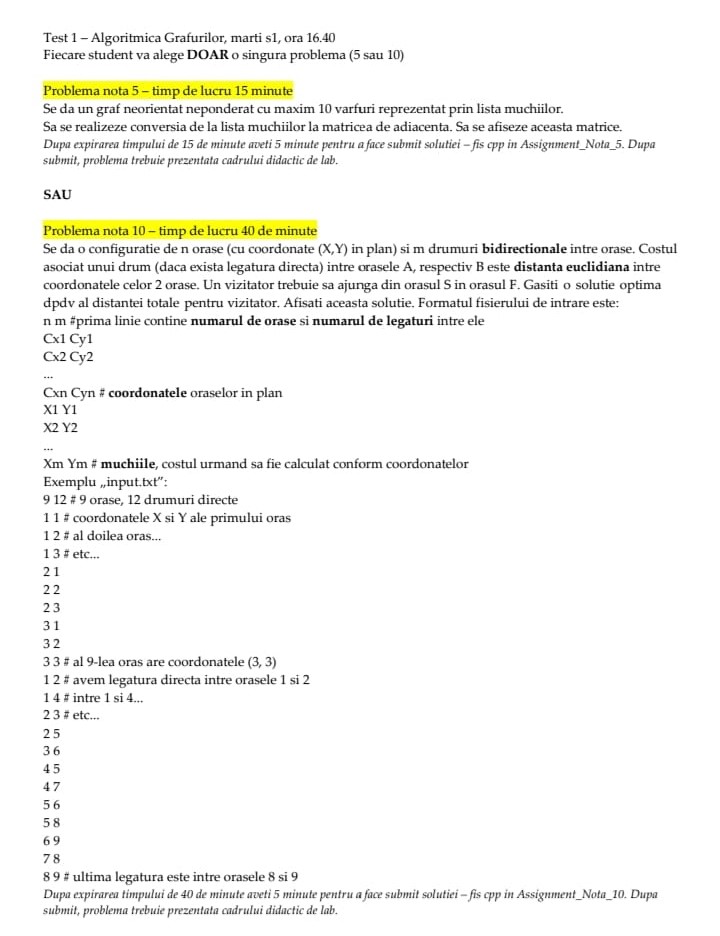 Test 1 – Algoritmica Grafurilor, marti s1, ora 16.40
Fiecare student va alege DOAR o singura problema (5 sau 10)
Problema nota 5 – timp de lucru 15 minute
Se da un graf neorientat neponderat cu maxim 10 varfuri reprezentat prin lista muchiilor.
Sa se realizeze conversia de la lista muchiilor la matricea de adiacenta. Sa se afiseze aceasta matrice.
Dupa expirarea timpului de 15 de minute aveti 5 minute pentru a face submit solutiei – fis cpp in Assignment_Nota_5. Dupa
submit, problema trebuie prezentata cadrului didactic de lab.
SAU
Problema nota 10 – timp de lucru 40 de minute
Se da o configuratie de n orase (cu coordonate (X,Y) in plan) si m drumuri bidirectionale intre orase. Costul
asociat unui drum (daca exista legatura directa) intre orasele A, respectiv B este distanta euclidiana intre
coordonatele celor 2 orase. Un vizitator trebuie sa ajunga din orasul S in orasul F. Gasiti o solutie optima
dpdv al distantei totale pentru vizitator. Afisati aceasta solutie. Formatul fisierului de intrare este:
n m #prima linie contine numarul de orase si numarul de legaturi intre ele
Cx1 Cy1
Cx2 Cy2
...
Cxn Cyn # coordonatele oraselor in plan
X1 Y1
X2 Y2
...
Xm Ym # muchiile, costul urmand sa fie calculat conform coordonatelor
Exemplu „input.txt”:
9 12 # 9 orase, 12 drumuri directe
1 1 # coordonatele X si Y ale primului oras
1 2 # al doilea oras...
1 3 # etc...
2 1
2 2
2 3
3 1
3 2
3 3 # al 9-lea oras are coordonatele (3, 3)
1 2 # avem legatura directa intre orasele 1 si 2
1 4 # intre 1 si 4...
2 3 # etc...
2 5
3 6
4 5
4 7
5 6
5 8
6 9
7 8
8 9 # ultima legatura este intre orasele 8 si 9
Dupa expirarea timpului de 40 de minute aveti 5 minute pentru a face submit solutiei – fis cpp in Assignment_Nota_10. Dupa
submit, problema trebuie prezentata cadrului didactic de lab.